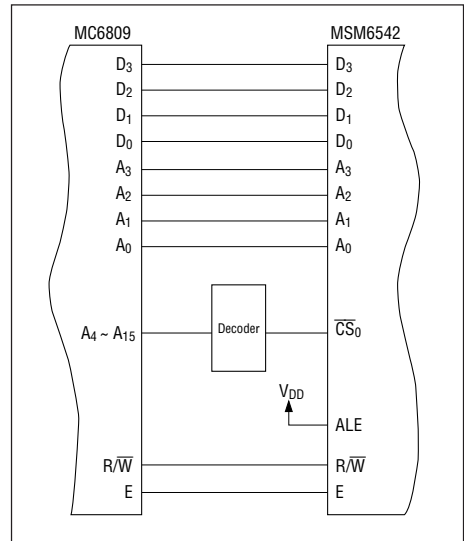 MC6809 MSM6542
D3 D3
D2 D2
D1 D1
D0 D0
A3 A3
A2 A2
A1 A1
A0 A0
A4 ~ A15 Decoder C̅S̅0
VDD
ALE
R/W̅ R/W̅
E E